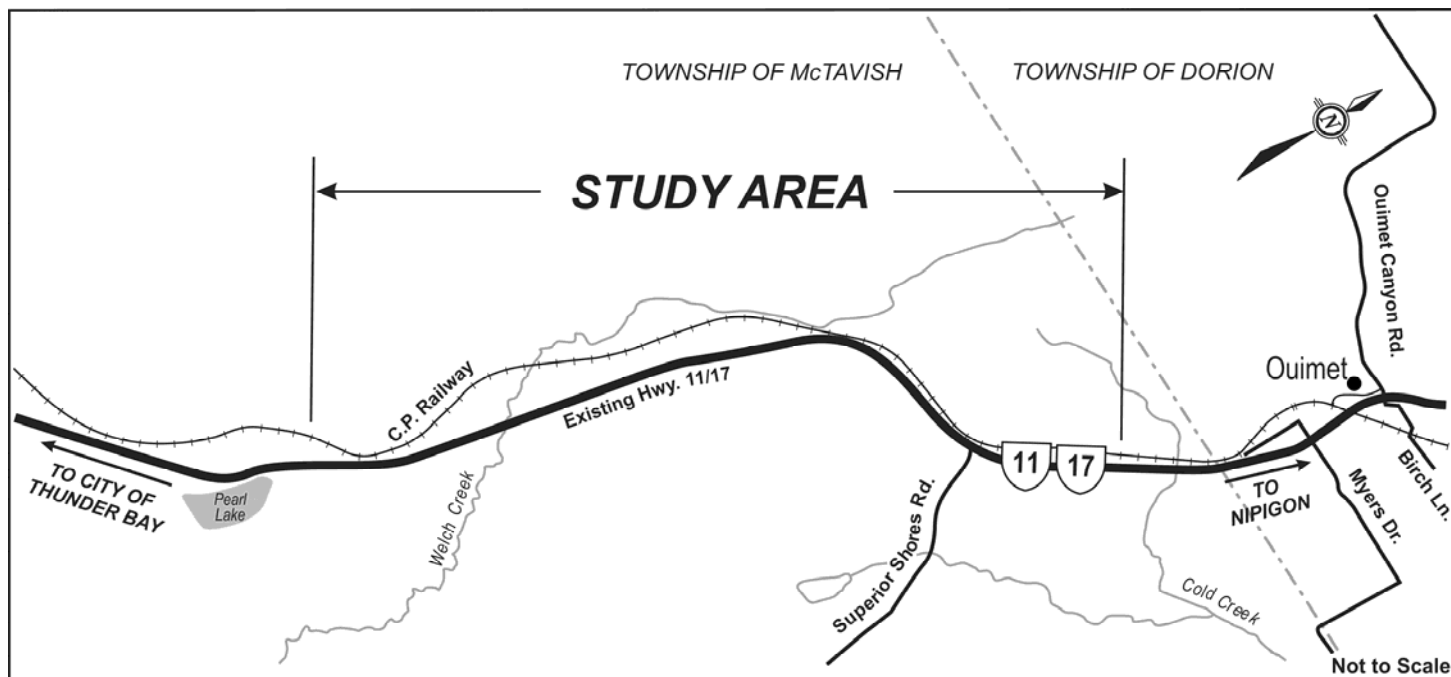 TOWNSHIP OF McTAVISH
TOWNSHIP OF DORION
N
STUDY AREA
Ouimet Canyon Rd.
Ouimet
C.P. Railway
Existing Hwy. 11/17
TO CITY OF
THUNDER BAY
Pearl
Lake
Welch Creek
Superior Shores Rd.
11
17
TO
NIPIGON
Myers Dr.
Birch Ln.
Cold Creek
Not to Scale